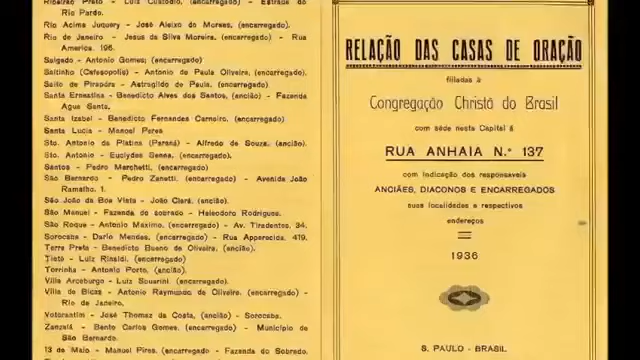 Ribeirão Preto - Luiz Custodio, (encarregado) - Estrada do
Rio Pardo.
Rio Acima Juquery - José Aleixo de Moraes, (encarregado).
Rio de Janeiro - Jesus da Silva Moreira, (encarregado) - Rua
America, 196.
Salgado - Antonio Gomes, (encarregado)
Saltinho (Cafesopolis) - Antonio de Paula Oliveira, (encarregado).
Salto de Pirapóra - Astrogildo de Paula, (encarregado).
Santa Ernestina - Benedicto Alves dos Santos, (ancião) - Fazenda
Agua Santa.
Santa Izabel - Benedicto Fernandes Carneiro, (encarregado)
Santa Lucia - Manoel Peres
Sto. Antonio da Platina (Paraná) - Alfredo de Souza, (ancião).
Sto. Antonio - Euclydes Senna, (encarregado).
Santos - Pedro Marchetti, (encarregado)
São Bernardo - Pedro Zanetti, (encarregado) - Avenida João
Ramalho, 1.
São João da Boa Vista - João Clará, (ancião).
São Manuel - Fazenda do sobrado - Heleodoro Rodrigues.
São Roque - Antonio Maximo, (encarregado) - Av. Tiradentes, 34.
Sorocaba - Dario Mendes, (encarregado) - Rua Apparecida, 419.
Terra Preta - Benedicto Bueno de Oliveira, (ancião).
Tietê - Luiz Rinaldi, (encarregado)
Torrinha - Antonio Porto, (ancião).
Villa Arceburgo - Luiz Scuarini, (encarregado).
Villa de Bicas - Antonio Raymundo de Oliveira, (encarregado) -
Rio de Janeiro.
Votorantim - José Thomaz da Costa, (ancião) - Sorocaba.
Zanzalá - Bento Carlos Gomes, (encarregado) - Municipio de
São Bernardo.
13 de Maio - Manuel Pires, (encarregado) - Fazenda do Sobrado.
RELAÇÃO DAS CASAS DE ORAÇÃO
filiadas á
Congregação Christã do Brasil
com séde nesta Capital á
RUA ANHAIA N.º 137
com indicação dos responsaveis
ANCIÃES, DIACONOS E ENCARREGADOS
suas localidades e respectivos
endereços
1936
S. PAULO - BRASIL